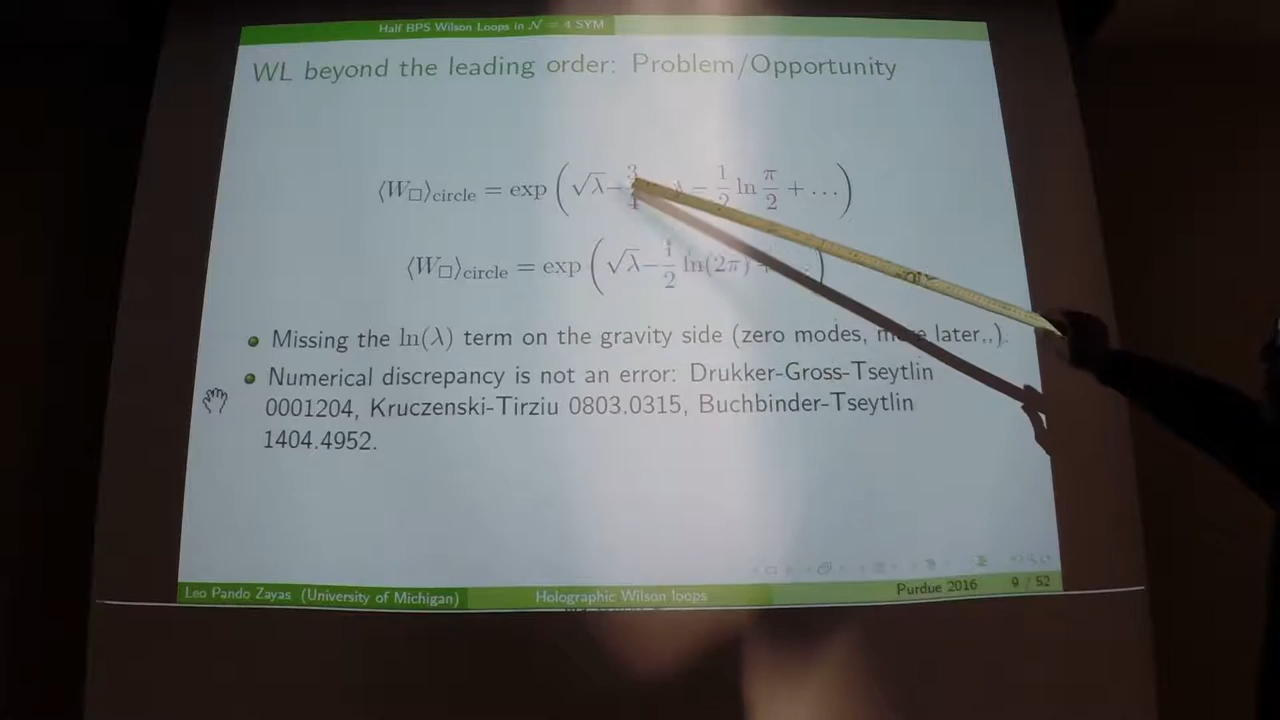 Half BPS Wilson Loops in 𝒩 = 4 SYM
WL beyond the leading order: Problem/Opportunity
⟨W□⟩circle = exp ( √λ − 3/4 λ − 1/2 ln π/2 + ... )
⟨W□⟩circle = exp ( √λ − 1/2 ln(2π)
Missing the ln(λ) term on the gravity side (zero modes, later,.).
Numerical discrepancy is not an error: Drukker-Gross-Tseytlin
0001204, Kruczenski-Tirziu 0803.0315, Buchbinder-Tseytlin
1404.4952.
Leo Pando Zayas (University of Michigan) Holographic Wilson loops Purdue 2016 9 / 52